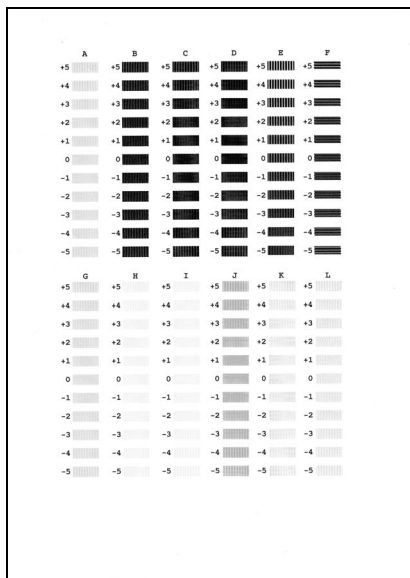 A B C D E F
+5 +5 +5 +5 +5 +5
+4 +4 +4 +4 +4 +4
+3 +3 +3 +3 +3 +3
+2 +2 +2 +2 +2 +2
+1 +1 +1 +1 +1 +1
0 0 0 0 0 0
-1 -1 -1 -1 -1 -1
-2 -2 -2 -2 -2 -2
-3 -3 -3 -3 -3 -3
-4 -4 -4 -4 -4 -4
-5 -5 -5 -5 -5 -5
G H I J K L
+5 +5 +5 +5 +5 +5
+4 +4 +4 +4 +4 +4
+3 +3 +3 +3 +3 +3
+2 +2 +2 +2 +2 +2
+1 +1 +1 +1 +1 +1
0 0 0 0 0 0
-1 -1 -1 -1 -1 -1
-2 -2 -2 -2 -2 -2
-3 -3 -3 -3 -3 -3
-4 -4 -4 -4 -4 -4
-5 -5 -5 -5 -5 -5